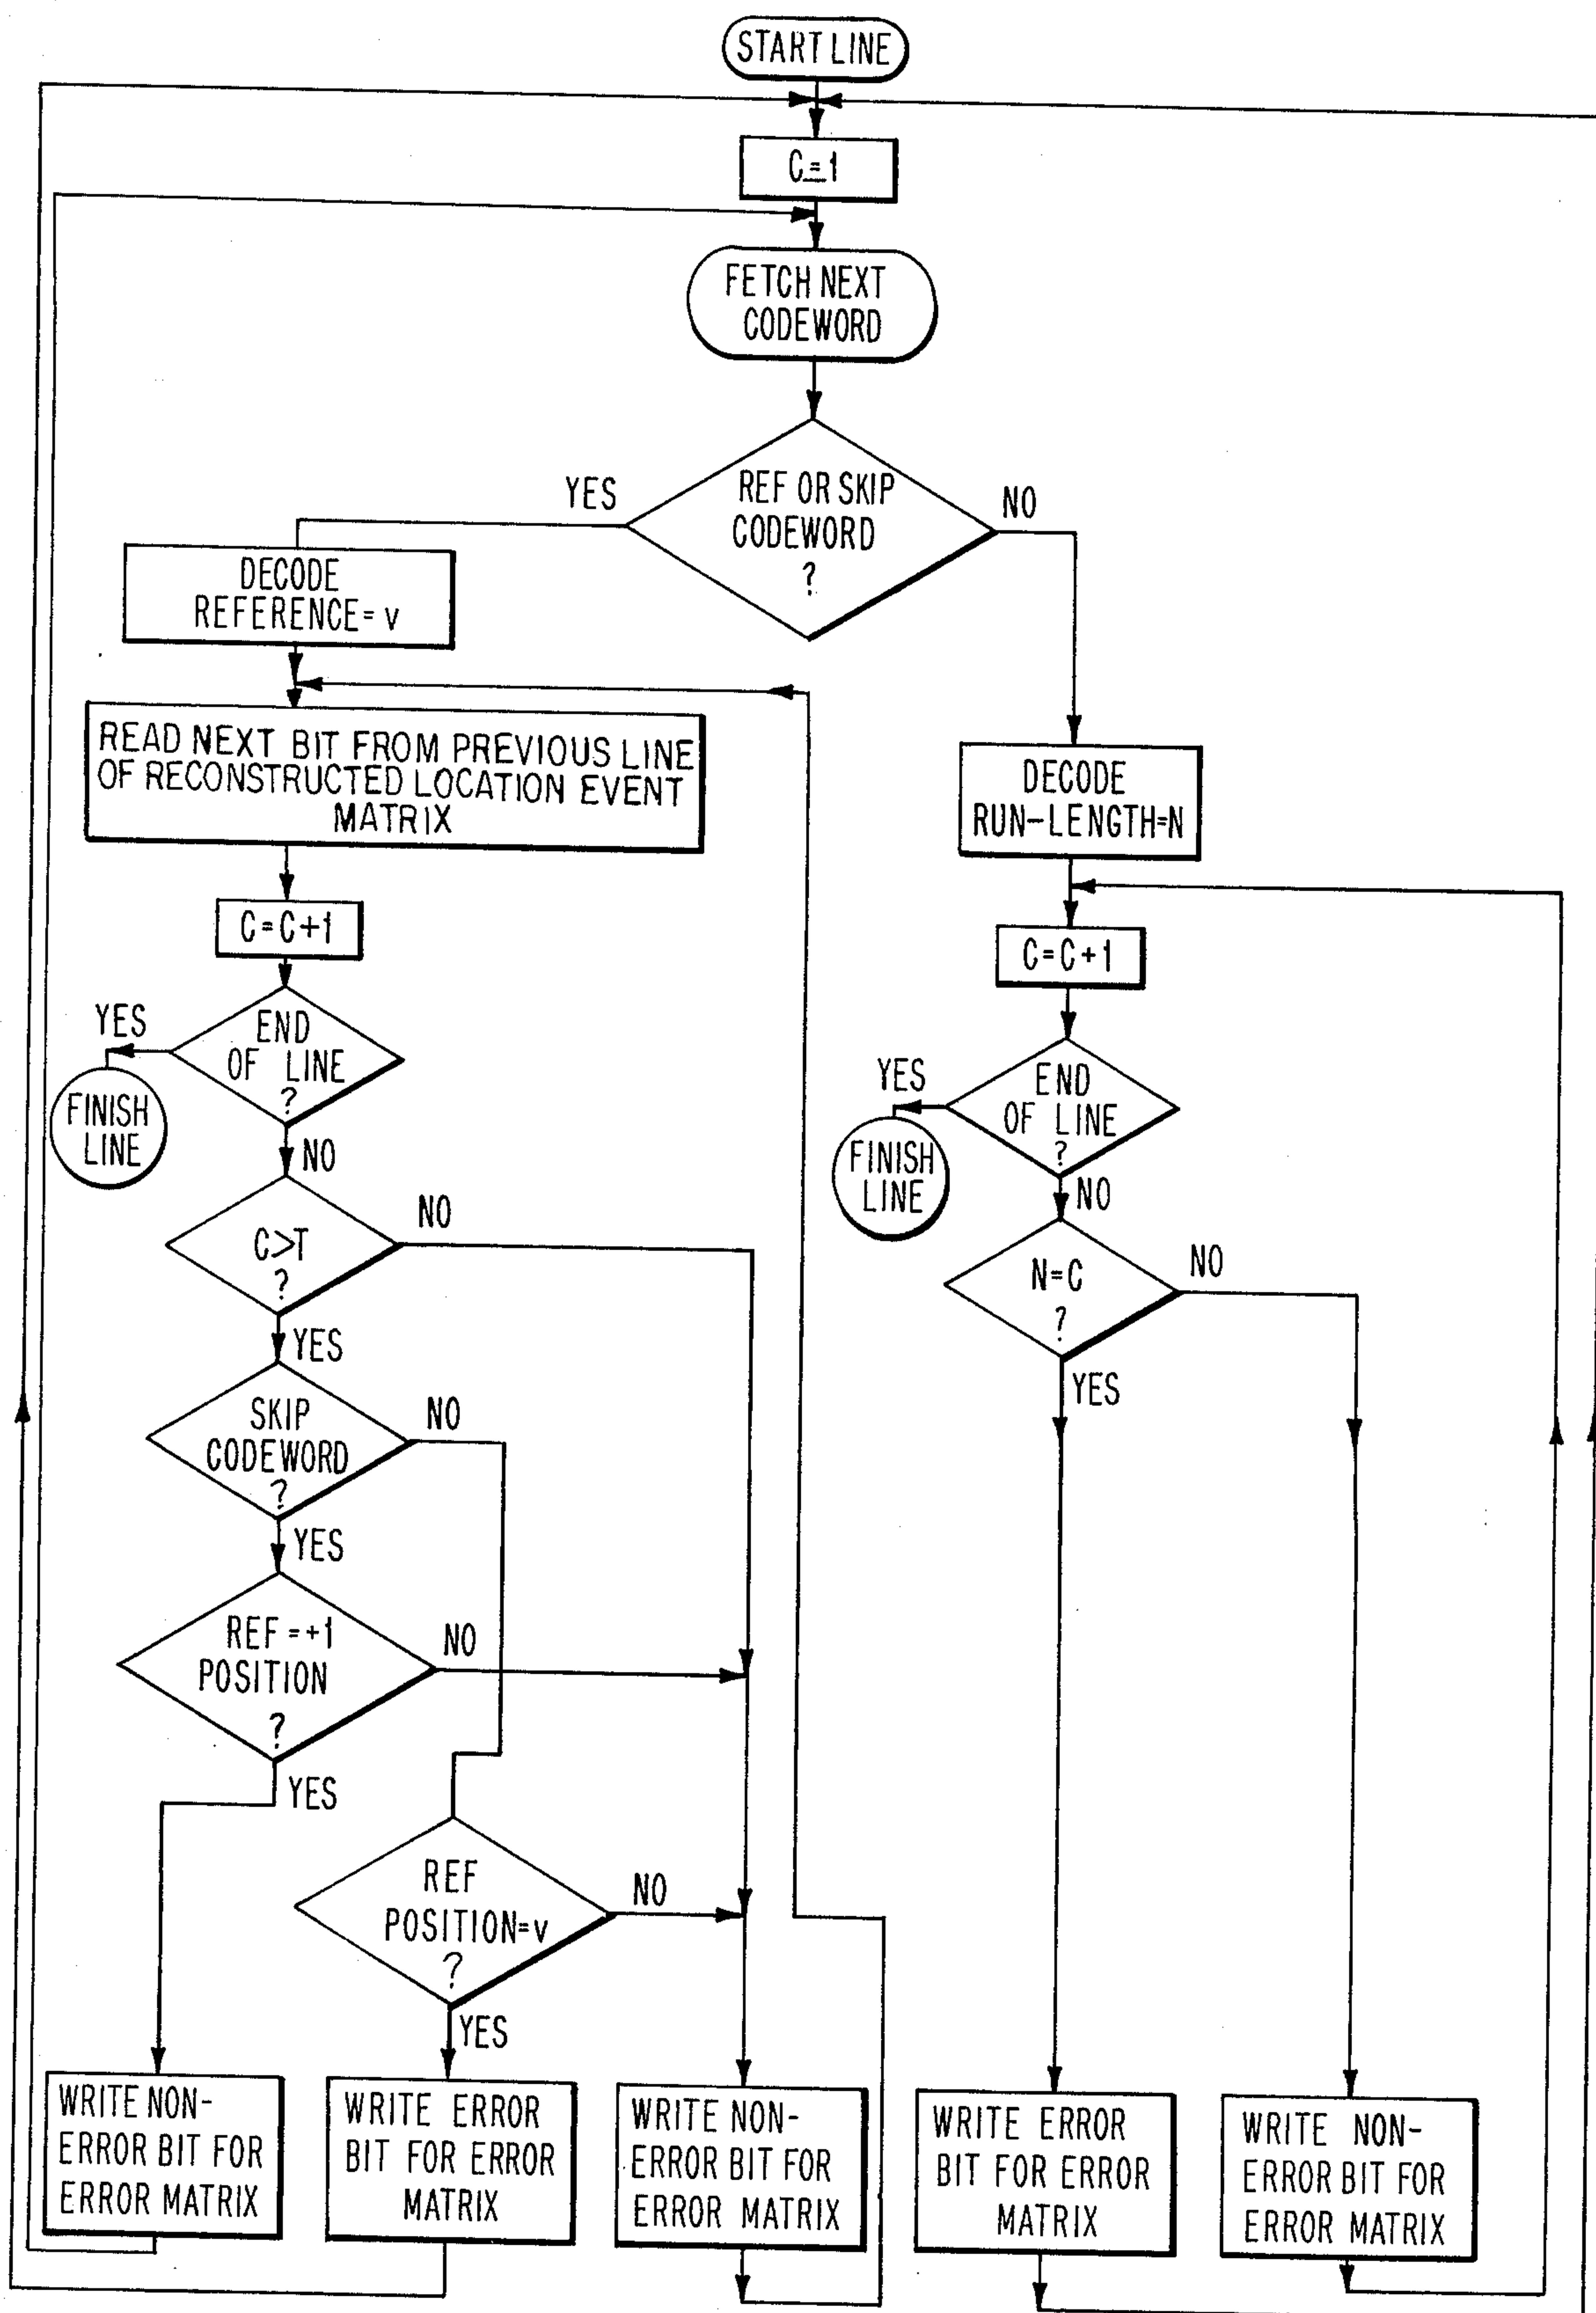 START LINE
C=1
FETCH NEXT
CODEWORD
REF OR SKIP
CODEWORD
?
YES
NO
DECODE
REFERENCE=v
READ NEXT BIT FROM PREVIOUS LINE
OF RECONSTRUCTED LOCATION EVENT
MATRIX
C=C+1
END
OF LINE
?
YES
FINISH
LINE
NO
C>T
?
NO
YES
SKIP
CODEWORD
?
NO
YES
REF=+1
POSITION
?
NO
YES
REF
POSITION=v
?
NO
YES
WRITE NON-
ERROR BIT FOR
ERROR MATRIX
WRITE ERROR
BIT FOR ERROR
MATRIX
WRITE NON-
ERROR BIT FOR
ERROR MATRIX
DECODE
RUN-LENGTH=N
C=C+1
END
OF LINE
?
YES
FINISH
LINE
NO
N=C
?
NO
YES
WRITE ERROR
BIT FOR ERROR
MATRIX
WRITE NON-
ERROR BIT FOR
ERROR MATRIX